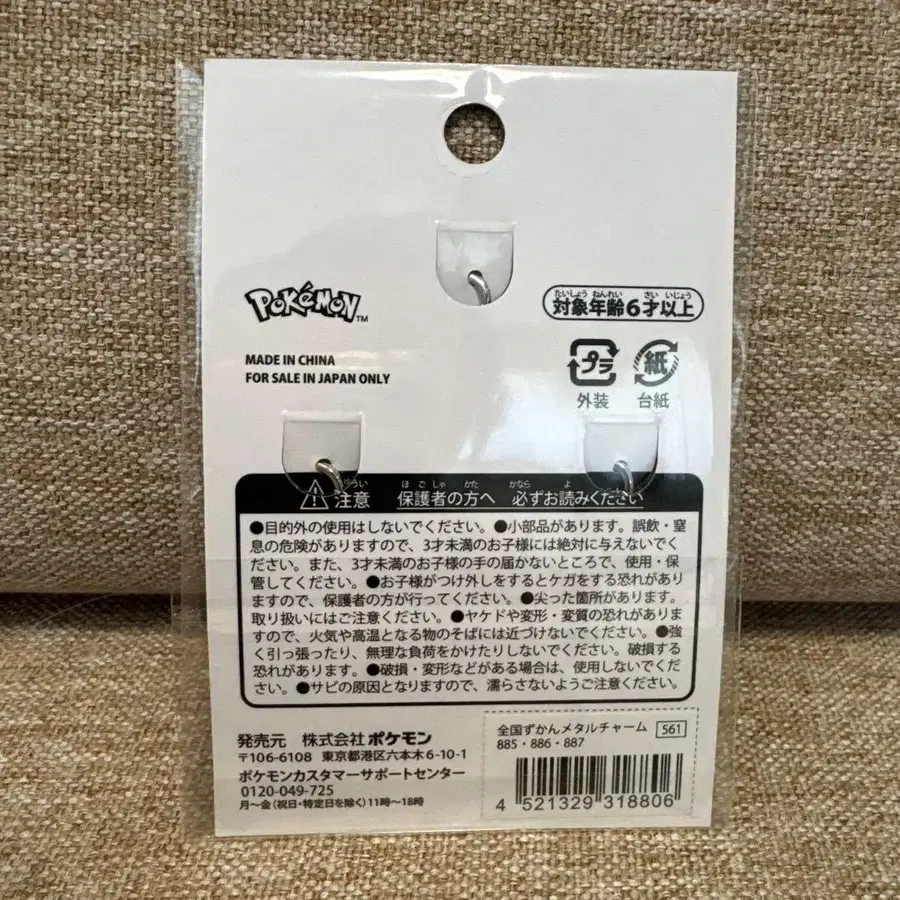 POKéMON™
たいしょう ねんれい さい いじょう
対象年齢6才以上
MADE IN CHINA
FOR SALE IN JAPAN ONLY
プラ 紙
外装 台紙
うい ほごしゃ かた かなら よ
注意 保護者の方へ 必ずお読みください
●目的外の使用はしないでください。●小部品があります。誤飲・窒
息の危険がありますので、3才未満のお子様には絶対に与えないでく
ださい。また、3才未満のお子様の手の届かないところで、使用・保
管してください。●お子様がつけ外しをするとケガをする恐れがあり
ますので、保護者の方が行ってください。●尖った箇所があります。
取り扱いにはご注意ください。●ヤケドや変形・変質の恐れがありま
すので、火気や高温となる物のそばには近づけないでください。●強
く引っ張ったり、無理な負荷をかけたりしないでください。破損する
恐れがあります。●破損・変形などがある場合は、使用しないでくだ
さい。●サビの原因となりますので、濡らさないようご注意ください。
発売元 株式会社ポケモン
〒106-6108 東京都港区六本木6-10-1
ポケモンカスタマーサポートセンター
0120-049-725
月〜金(祝日・特定日を除く)11時〜18時
全国ずかんメタルチャーム 561
885・886・887
4 521329 318806